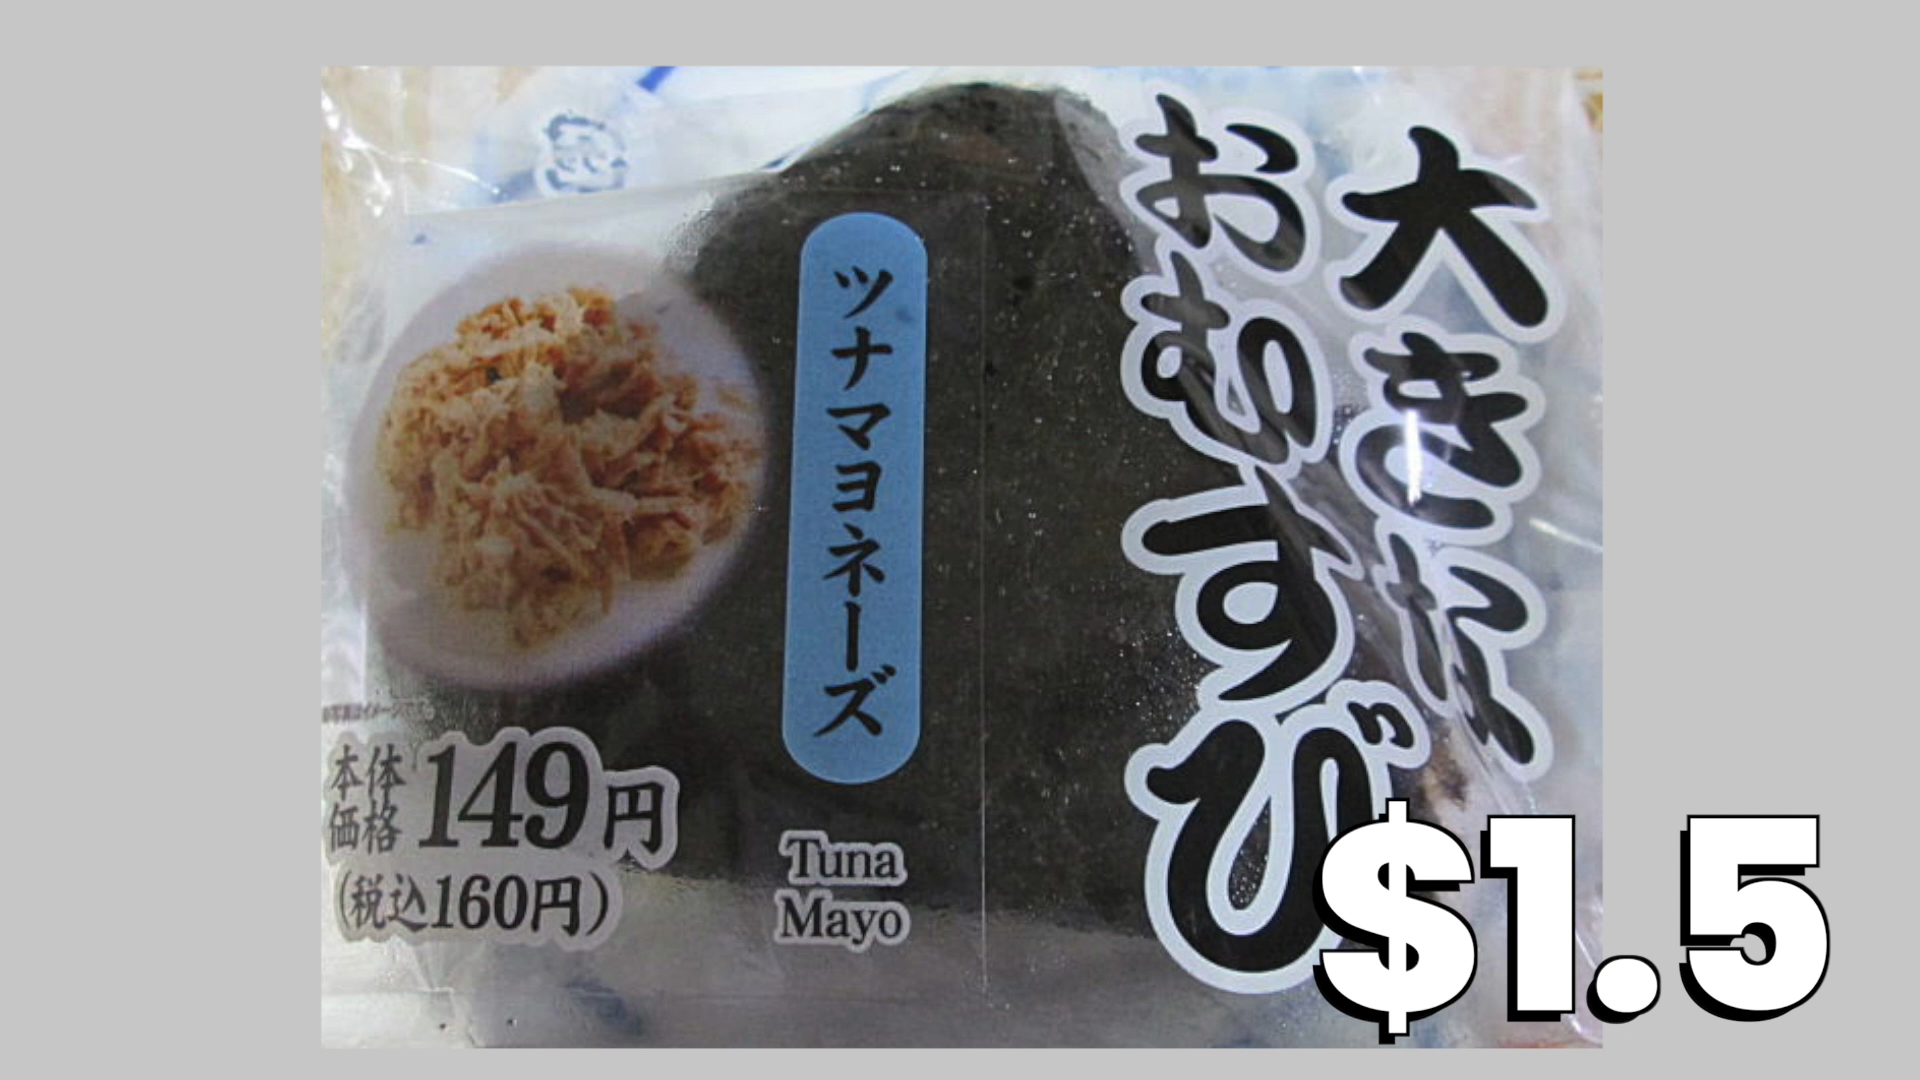 大きな
おむすび
ツナマヨネーズ
Tuna
Mayo
本体
価格
149円
(税込160円)
$1.5